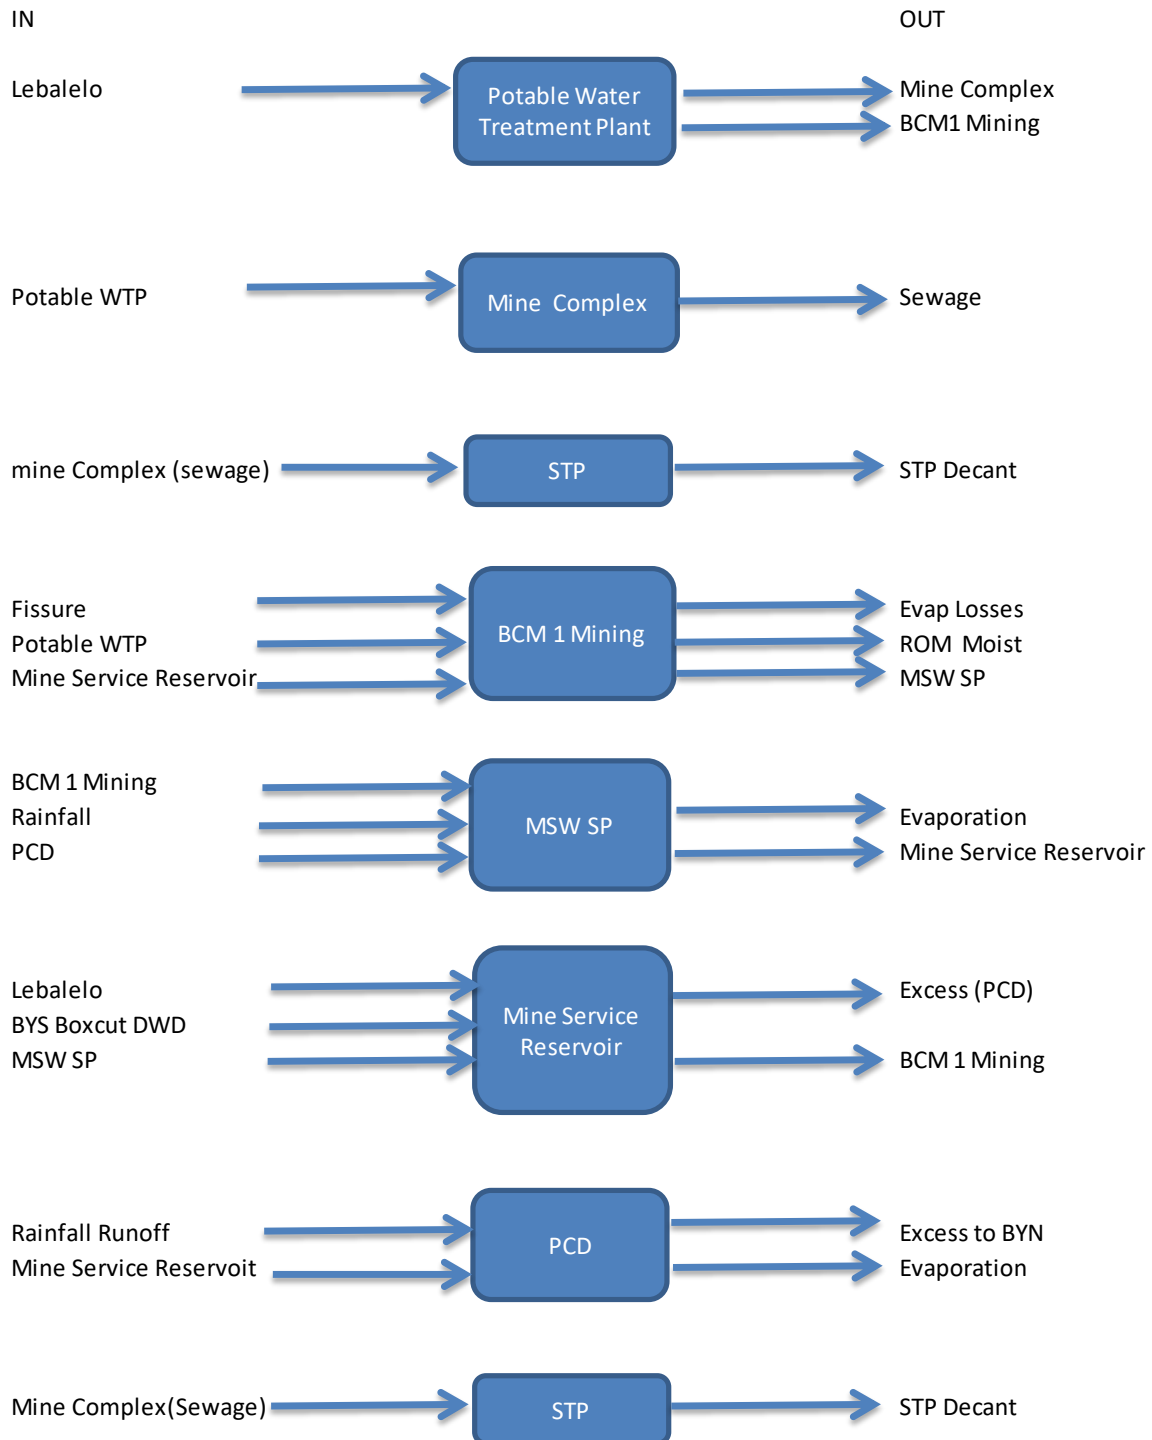 IN
OUT
Lebalelo
Potable Water
Treatment Plant
Mine Complex
BCM1 Mining
Potable WTP
Mine Complex
Sewage
mine Complex (sewage)
STP
STP Decant
Fissure
Potable WTP
Mine Service Reservoir
BCM 1 Mining
Evap Losses
ROM Moist
MSW SP
BCM 1 Mining
Rainfall
PCD
MSW SP
Evaporation
Mine Service Reservoir
Lebalelo
BYS Boxcut DWD
MSW SP
Mine Service
Reservoir
Excess (PCD)
BCM 1 Mining
Rainfall Runoff
Mine Service Reservoit
PCD
Excess to BYN
Evaporation
Mine Complex(Sewage)
STP
STP Decant